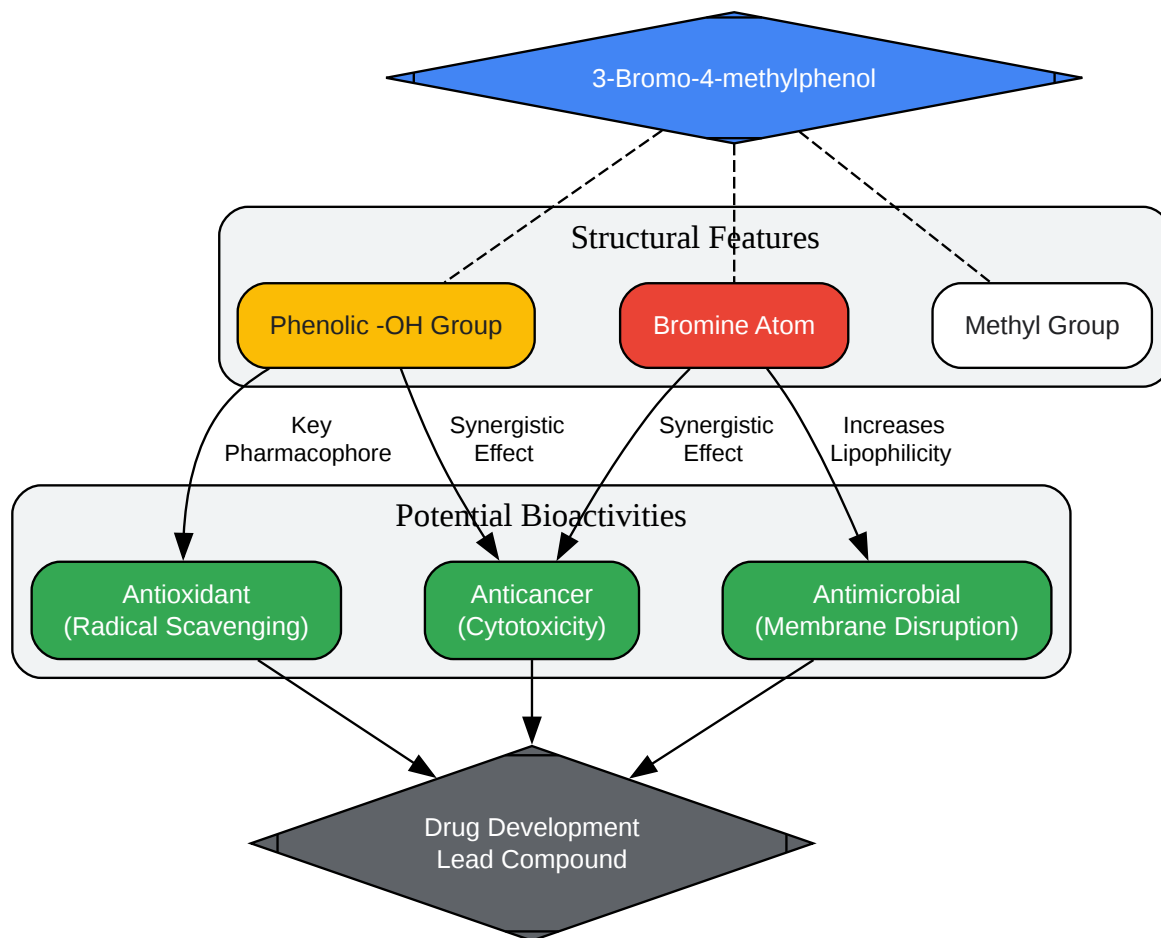 3-Bromo-4-methylphenol
Structural Features
Phenolic -OH Group
Bromine Atom
Methyl Group
Key
Pharmacophore
Synergistic
Effect
Synergistic
Effect
Increases
Lipophilicity
Potential Bioactivities
Antioxidant
(Radical Scavenging)
Anticancer
(Cytotoxicity)
Antimicrobial
(Membrane Disruption)
Drug Development
Lead Compound